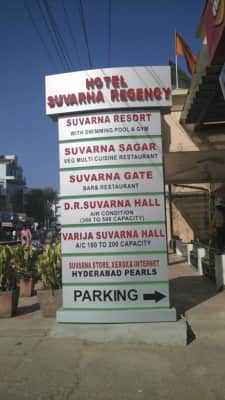 HOTEL
SUVARNA REGENCY
SUVARNA RESORT
WITH SWIMMING POOL & GYM
SUVARNA SAGAR
VEG MULTI CUISINE RESTAURANT
SUVARNA GATE
BAR& RESTAURANT
D.R.SUVARNA HALL
AIR CONDITION
(300 TO 500 CAPACITY)
VARIJA SUVARNA HALL
A/C 100 TO 200 CAPACITY)
SUVARNA STORE, XEROX & INTERNET
HYDERABAD PEARLS
PARKING